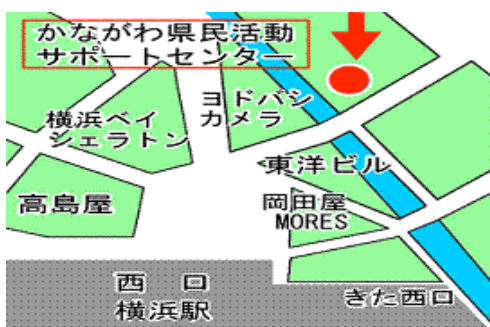 かながわ県民活動
サポートセンター
ヨドバシ
カメラ
横浜ベイ
シェラトン
東洋ビル
高島屋
岡田屋
MORES
西 口
横浜駅
きた西口